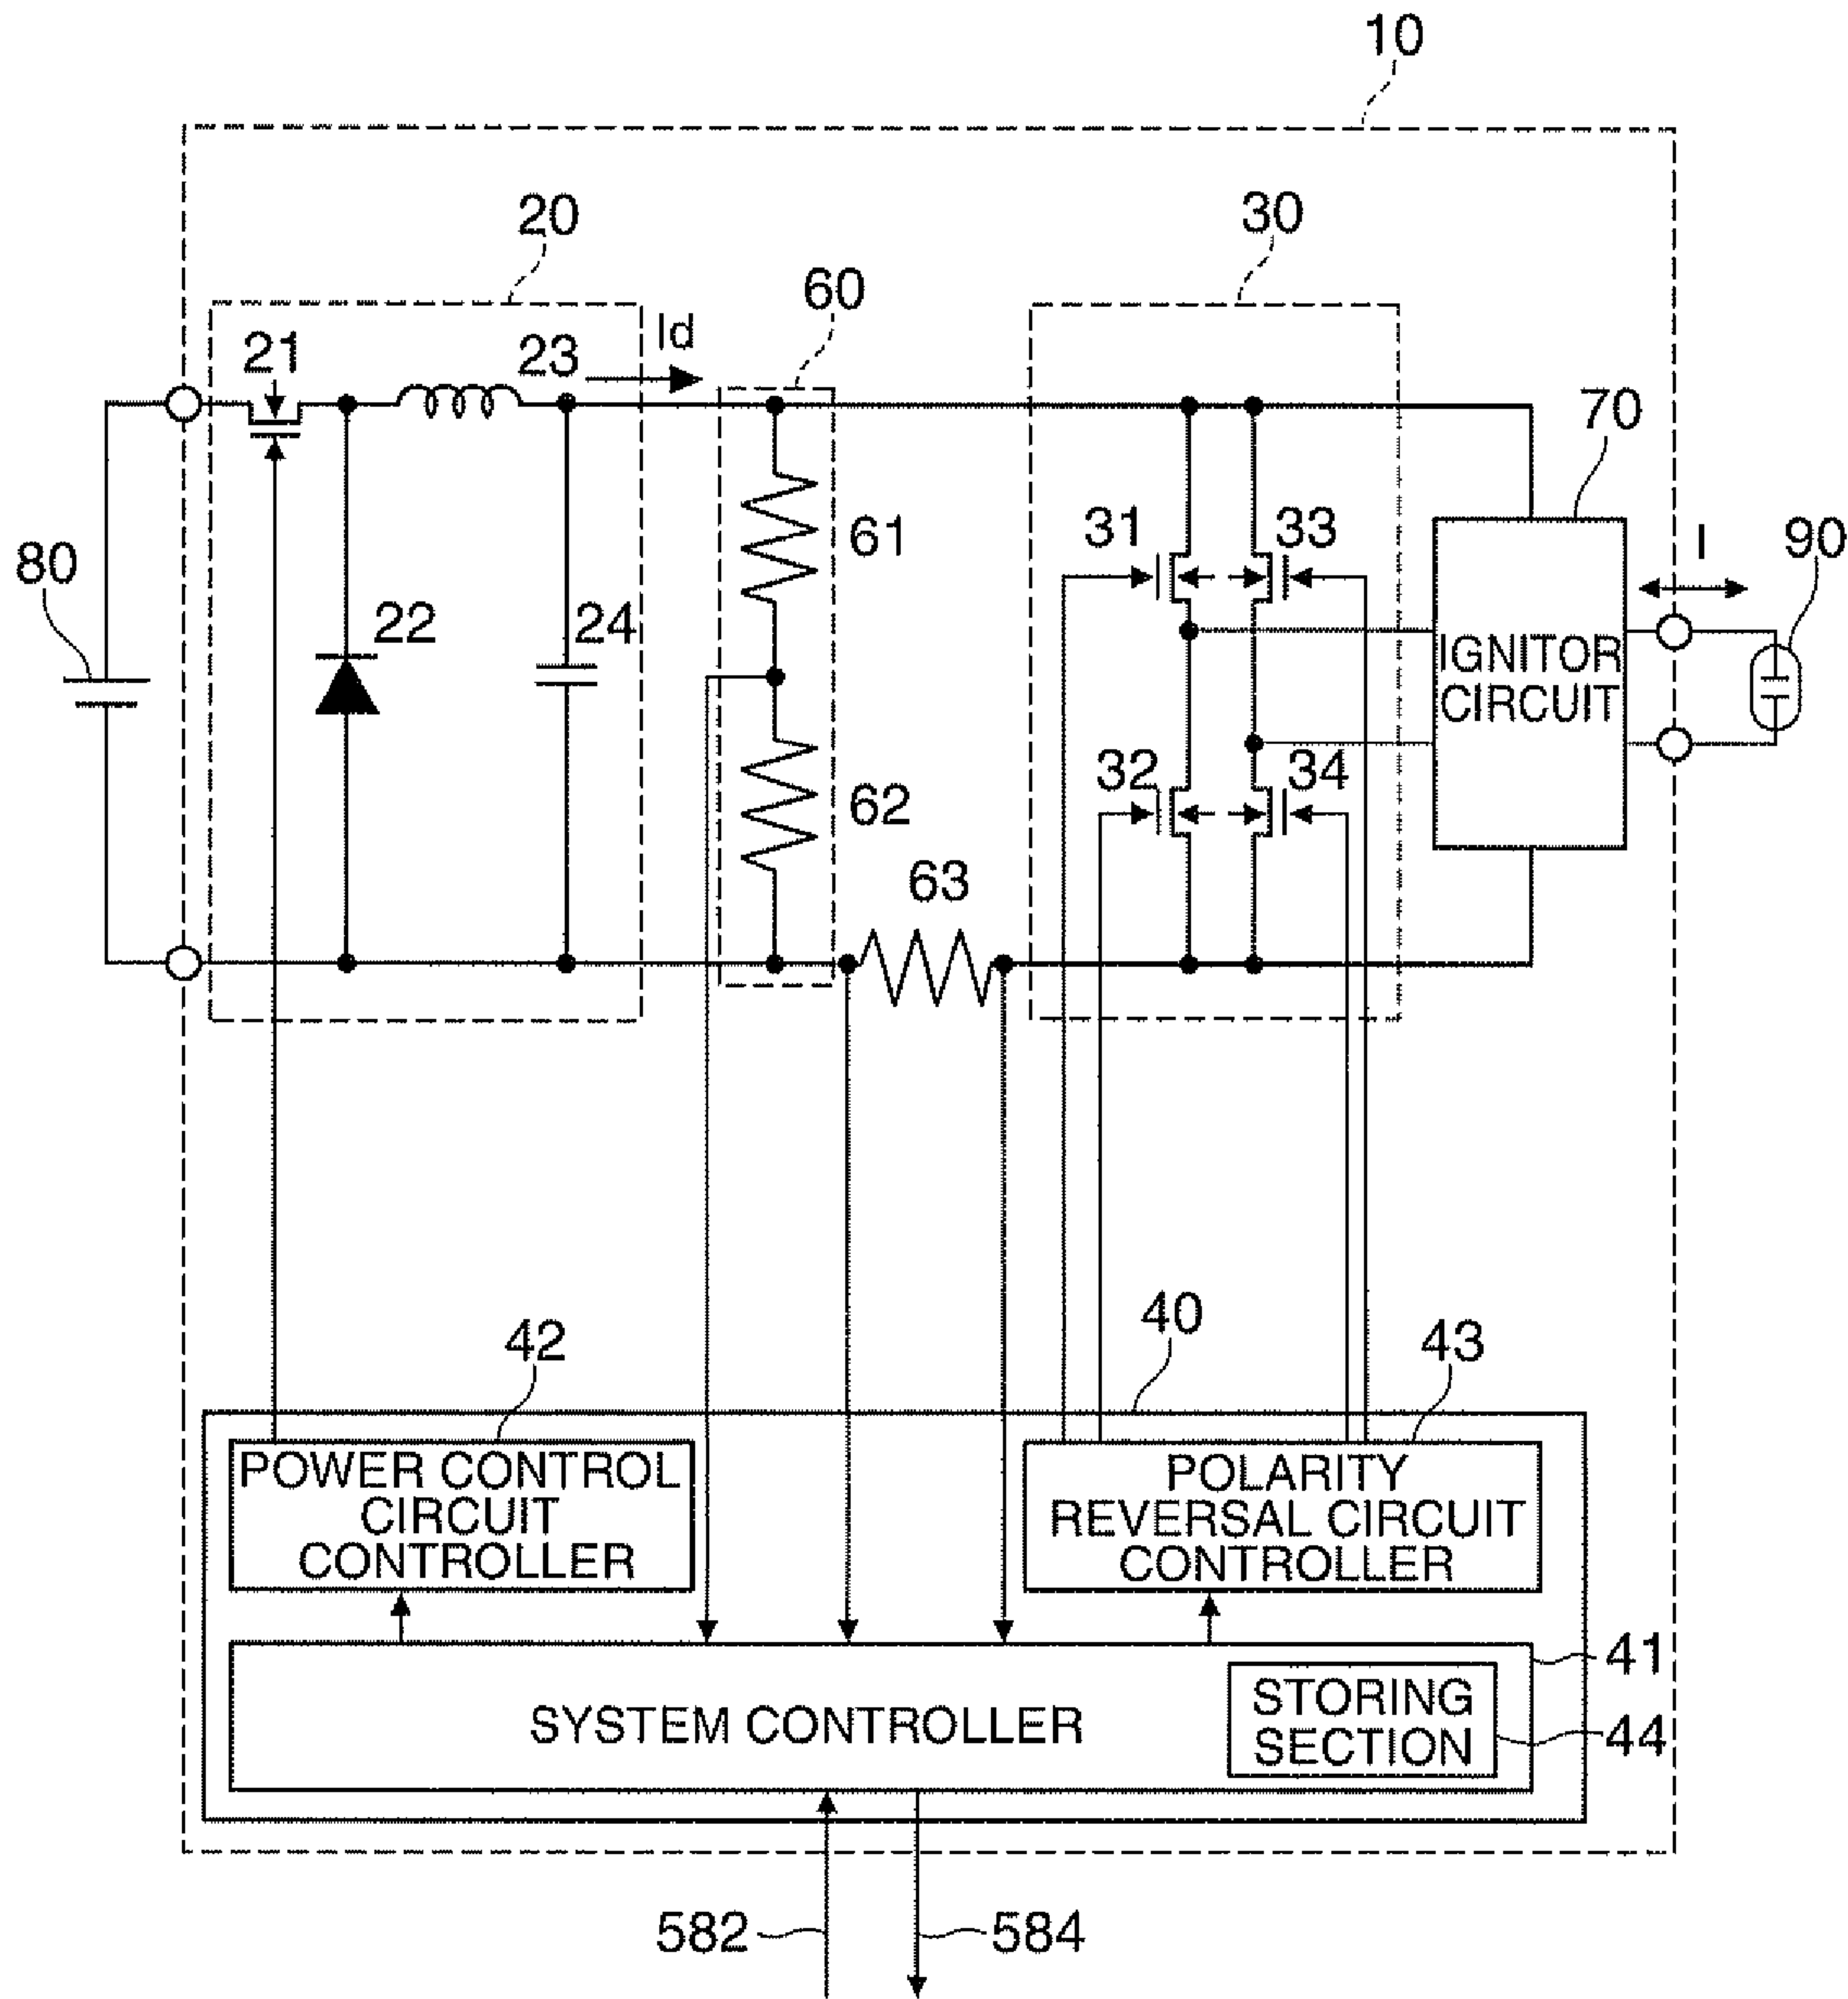 10
20
30
60
Id
21
23
70
80
61
31
33
I
90
22
24
IGNITOR
CIRCUIT
32
34
62
63
40
42
43
POWER CONTROL
CIRCUIT
CONTROLLER
POLARITY
REVERSAL CIRCUIT
CONTROLLER
41
SYSTEM CONTROLLER
STORING
SECTION
44
582
584